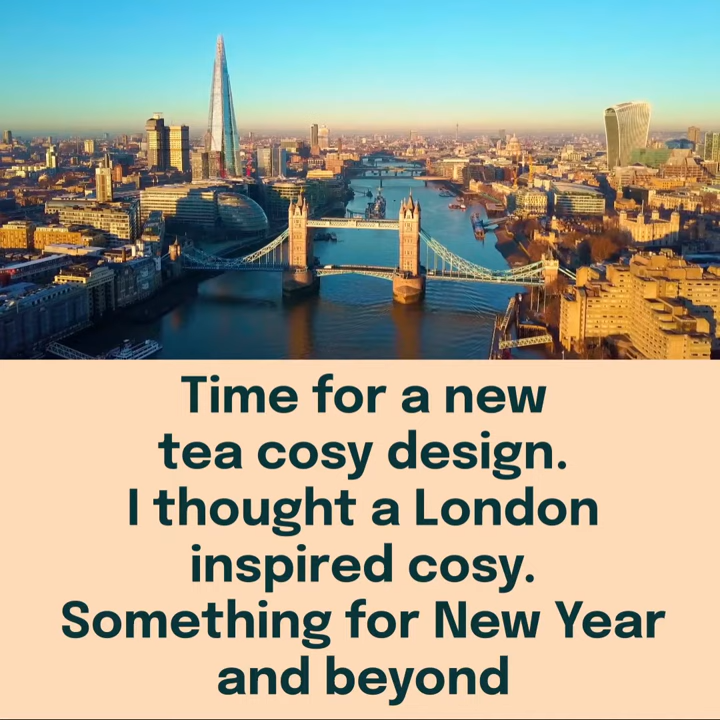 Time for a new
tea cosy design.
I thought a London
inspired cosy.
Something for New Year
and beyond